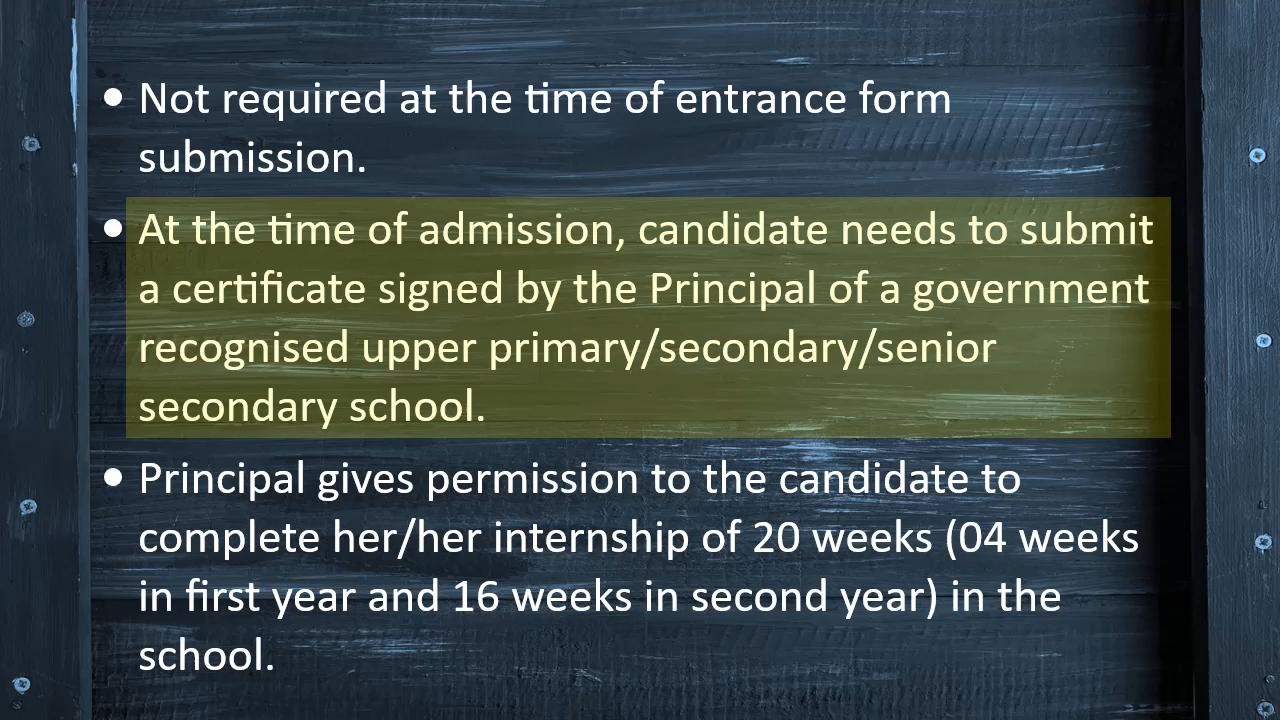 • Not required at the time of entrance form
submission.
• At the time of admission, candidate needs to submit
a certificate signed by the Principal of a government
recognised upper primary/secondary/senior
secondary school.
• Principal gives permission to the candidate to
complete her/her internship of 20 weeks (04 weeks
in first year and 16 weeks in second year) in the
school.